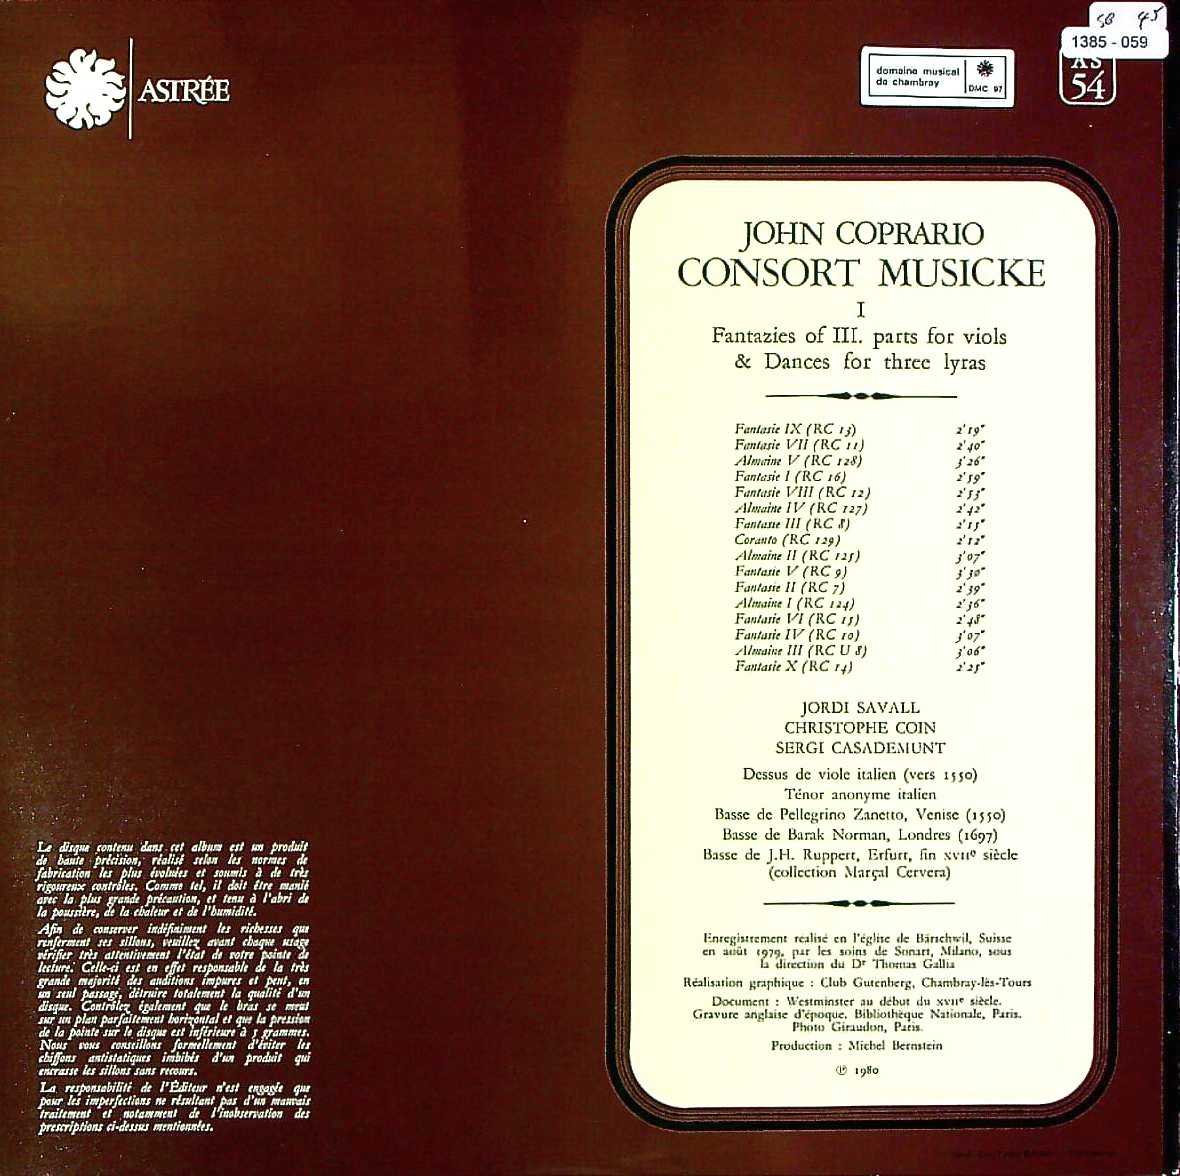 SB 45
1385 - 059
AS
54
ASTRÉE
domaine musical
de chambray
DMC 97
JOHN COPRARIO
CONSORT MUSICKE
I
Fantazies of III. parts for viols
& Dances for three lyras
Fantasie IX (RC 13) 2'19"
Fantasie VII (RC 11) 2'40"
Almaine V (RC 128) 3'26"
Fantasie I (RC 16) 2'59"
Fantasie VIII (RC 12) 2'53"
Almaine IV (RC 127) 2'42"
Fantasie III (RC 8) 2'15"
Coranto (RC 129) 2'12"
Almaine II (RC 125) 3'07"
Fantasie V (RC 9) 3'30"
Fantasie II (RC 7) 2'39"
Almaine I (RC 124) 2'36"
Fantasie VI (RC 15) 2'48"
Fantasie IV (RC 10) 3'07"
Almaine III (RC U 8) 3'06"
Fantasie X (RC 14) 2'25"
JORDI SAVALL
CHRISTOPHE COIN
SERGI CASADEMUNT
Dessus de viole italien (vers 1550)
Ténor anonyme italien
Basse de Pellegrino Zanetto, Venise (1550)
Basse de Barak Norman, Londres (1697)
Basse de J.H. Ruppert, Erfurt, fin XVIIe siècle
(collection Marçal Cervera)
Enregistrement réalisé en l'église de Bärschwil, Suisse
en août 1979, par les soins de Sonart, Milano, sous
la direction du Dr Thomas Gallia
Réalisation graphique : Club Gutenberg, Chambray-lès-Tours
Document : Westminster au début du XVIIe siècle.
Gravure anglaise d'époque. Bibliothèque Nationale, Paris.
Photo Giraudon, Paris.
Production : Michel Bernstein
℗ 1980
Le disque contenu dans cet album est un produit
de haute précision, réalisé selon les normes de
fabrication les plus évoluées et soumis à de très
rigoureux contrôles. Comme tel, il doit être manié
avec la plus grande précaution, et tenu à l'abri de
la poussière, de la chaleur et de l'humidité.
Afin de conserver indéfiniment les richesses que
renferment ses sillons, veuillez avant chaque usage
vérifier très attentivement l'état de votre pointe de
lecture. Celle-ci est en effet responsable de la très
grande majorité des auditions impures et peut, en
un seul passage, détruire totalement la qualité d'un
disque. Contrôlez également que le bras se meut
sur un plan parfaitement horizontal et que la pression
de la pointe sur le disque est inférieure à 3 grammes.
Nous vous conseillons formellement d'éviter les
chiffons antistatiques imbibés d'un produit qui
encrasse les sillons sans recours.
La responsabilité de l'Éditeur n'est engagée que
pour les imperfections ne résultant pas d'un mauvais
traitement et notamment de l'inobservation des
prescriptions ci-dessus mentionnées.